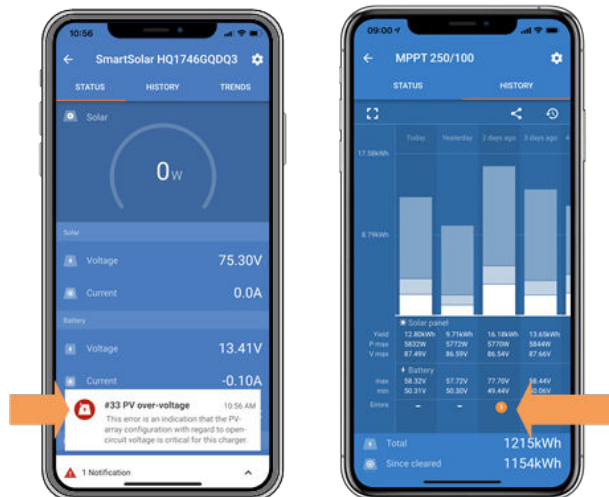 10:56
SmartSolar HQ1746GQDQ3
STATUS HISTORY TRENDS
Solar
0W
Solar
Voltage 75.30V
Current 0.0A
Battery
Voltage 13.41V
Current -0.10A
#33 PV over-voltage 10:56 AM
This error is an indication that the PV-
array configuration with regard to open-
circuit voltage is critical for this charger.
1 Notification
09:00
MPPT 250/100
STATUS HISTORY
Today Yesterday 2 days ago 3 days ago
17.58kWh
8.79kWh
Solar panel
Yield 12.80kWh 9.71kWh 16.18kWh 13.65kWh
P max 5832W 5772W 5770W 5844W
V max 87.49V 86.59V 86.54V 87.66V
Battery
max 58.32V 57.72V 77.70V 58.44V
min 50.31V 50.30V 49.44V 50.06V
Errors - - 1
Total 1215kWh
Since cleared 1154kWh